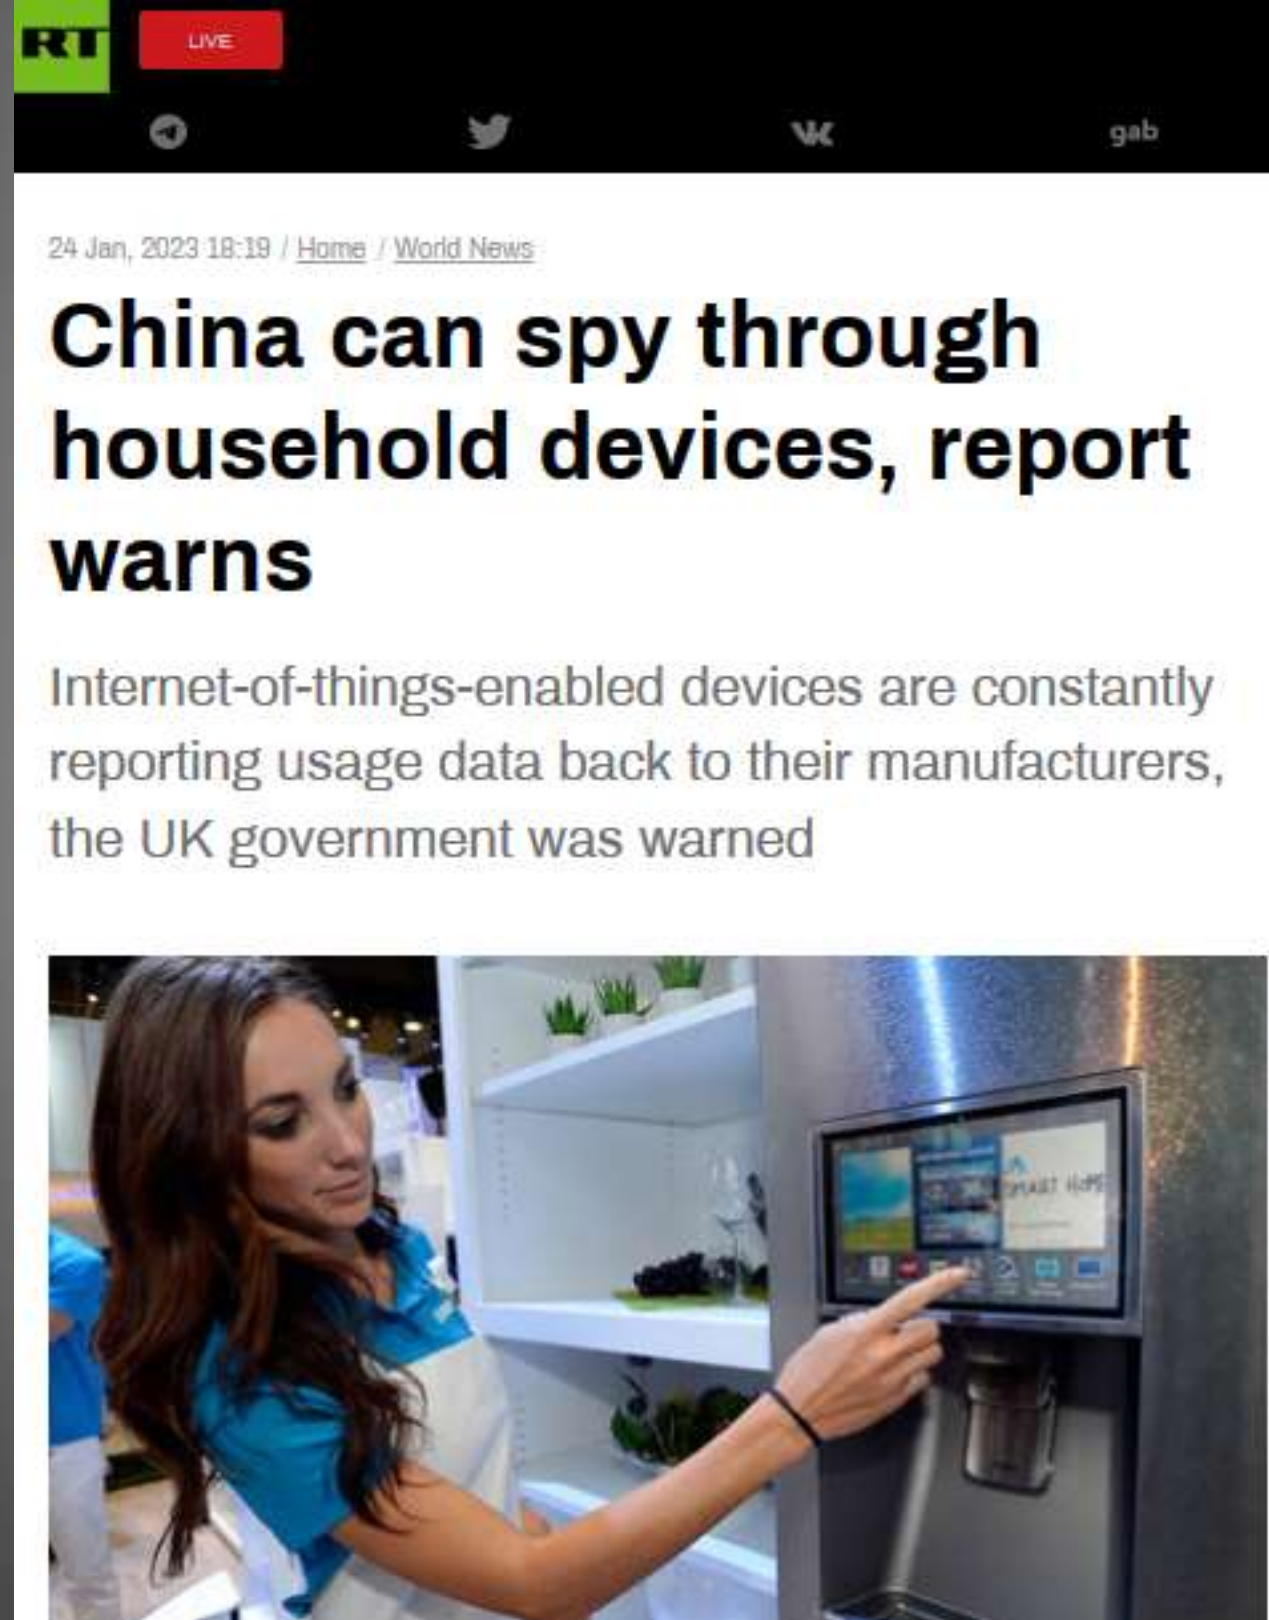 RT
LIVE
gab
24 Jan, 2023 18:19 / Home / World News
China can spy through
household devices, report
warns
Internet-of-things-enabled devices are constantly
reporting usage data back to their manufacturers,
the UK government was warned
SMART HOME